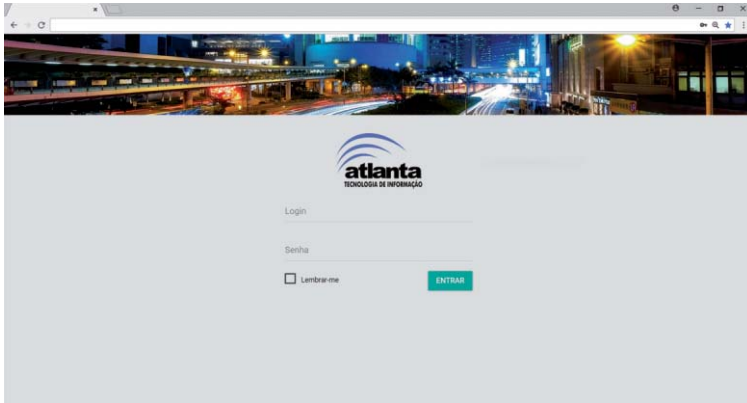 atlanta
TECNOLOGIA DE INFORMAÇÃO
Login
Senha
Lembrar-me
ENTRAR